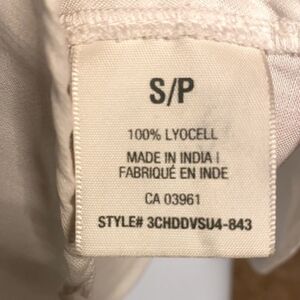 S/P
100% LYOCELL
MADE IN INDIA |
FABRIQUÉ EN INDE
CA 03961
STYLE# 3CHDDVSU4-843